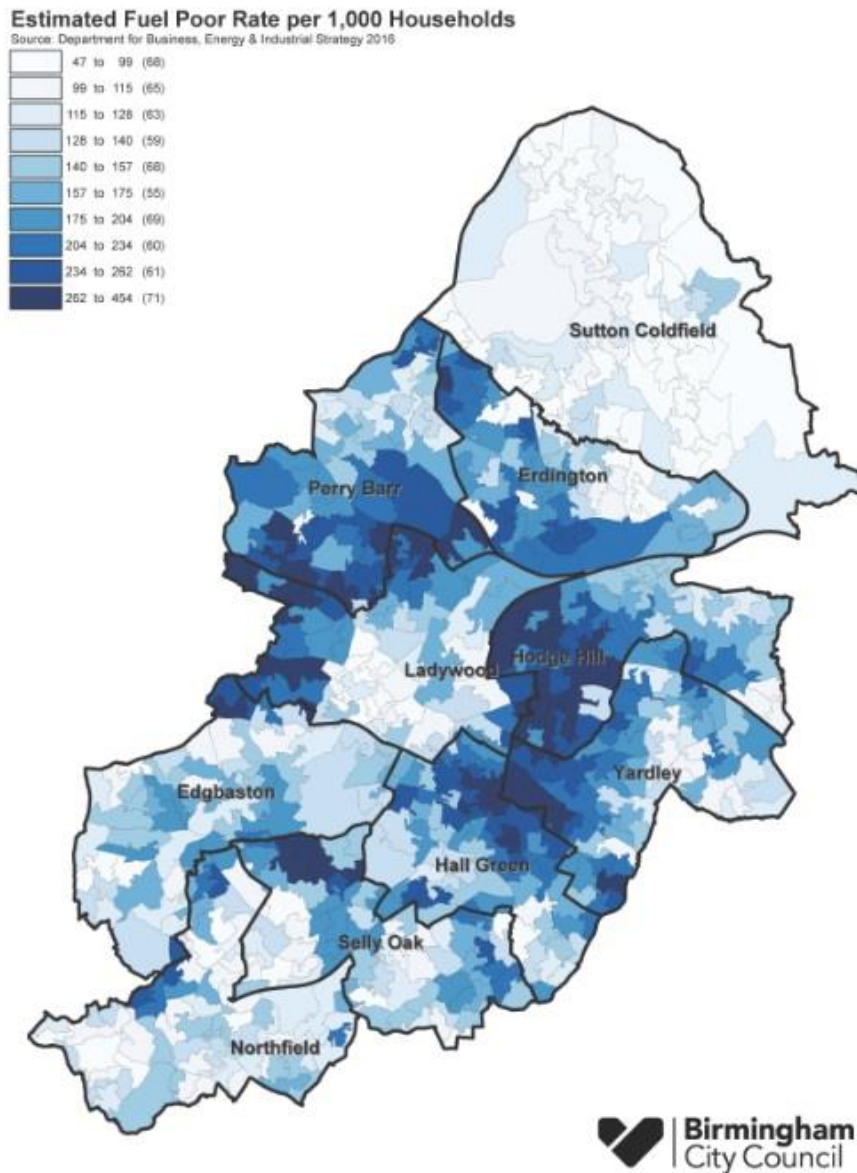 Estimated Fuel Poor Rate per 1,000 Households
Source: Department for Business, Energy & Industrial Strategy 2016
47 to 99 (68)
99 to 115 (65)
115 to 128 (63)
128 to 140 (59)
140 to 157 (68)
157 to 175 (55)
175 to 204 (69)
204 to 234 (60)
234 to 262 (61)
262 to 454 (71)
Sutton Coldfield
Erdington
Perry Barr
Hodge Hill
Ladywood
Yardley
Edgbaston
Hall Green
Selly Oak
Northfield
Birmingham
City Council